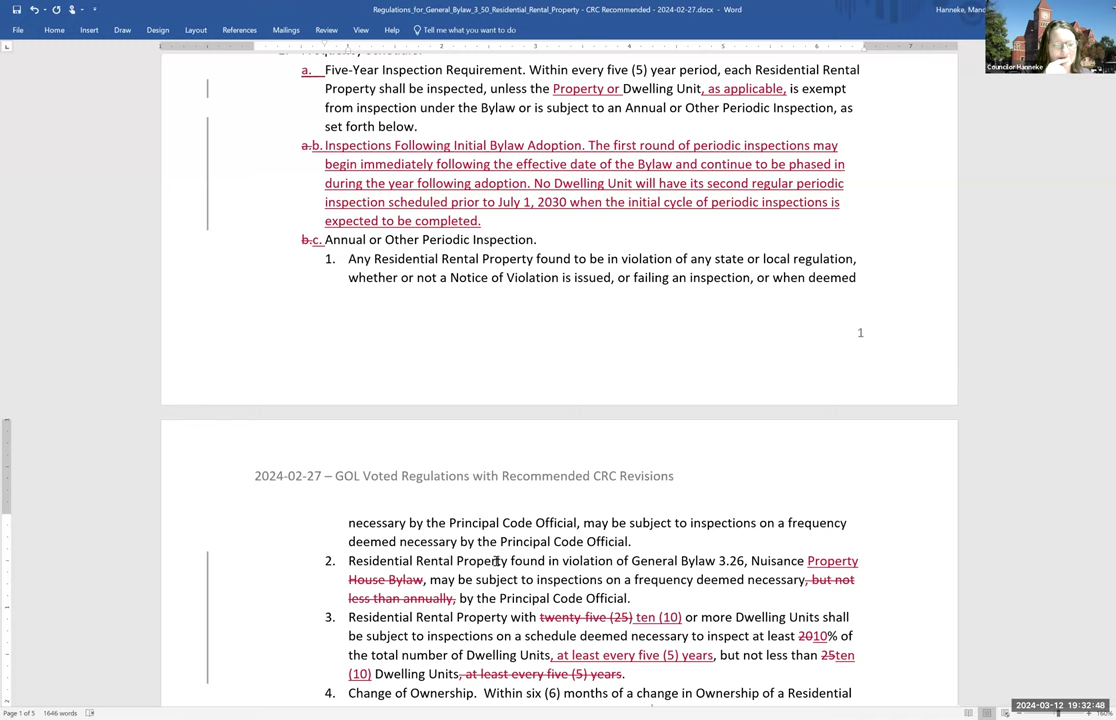 Regulations_for_General_Bylaw_3_50_Residential_Rental_Property - CRC Recommended - 2024-02-27.docx - Word
Hanneke, Mand
File Home Insert Draw Design Layout References Mailings Review View Help Tell me what you want to do
Councilor Hanneke
1 2 3 4 5 6 7
a. Five-Year Inspection Requirement. Within every five (5) year period, each Residential Rental
Property shall be inspected, unless the Property or Dwelling Unit, as applicable, is exempt
from inspection under the Bylaw or is subject to an Annual or Other Periodic Inspection, as
set forth below.
a.b. Inspections Following Initial Bylaw Adoption. The first round of periodic inspections may
begin immediately following the effective date of the Bylaw and continue to be phased in
during the year following adoption. No Dwelling Unit will have its second regular periodic
inspection scheduled prior to July 1, 2030 when the initial cycle of periodic inspections is
expected to be completed.
b.c. Annual or Other Periodic Inspection.
1. Any Residential Rental Property found to be in violation of any state or local regulation,
whether or not a Notice of Violation is issued, or failing an inspection, or when deemed
1
2024-02-27 – GOL Voted Regulations with Recommended CRC Revisions
necessary by the Principal Code Official, may be subject to inspections on a frequency
deemed necessary by the Principal Code Official.
2. Residential Rental Property found in violation of General Bylaw 3.26, Nuisance Property
House Bylaw, may be subject to inspections on a frequency deemed necessary, but not
less than annually, by the Principal Code Official.
3. Residential Rental Property with twenty-five (25) ten (10) or more Dwelling Units shall
be subject to inspections on a schedule deemed necessary to inspect at least 2010% of
the total number of Dwelling Units, at least every five (5) years, but not less than 25ten
(10) Dwelling Units, at least every five (5) years.
4. Change of Ownership. Within six (6) months of a change in Ownership of a Residential
Page 1 of 5 1646 words
2024-03-12 19:32:48
160%